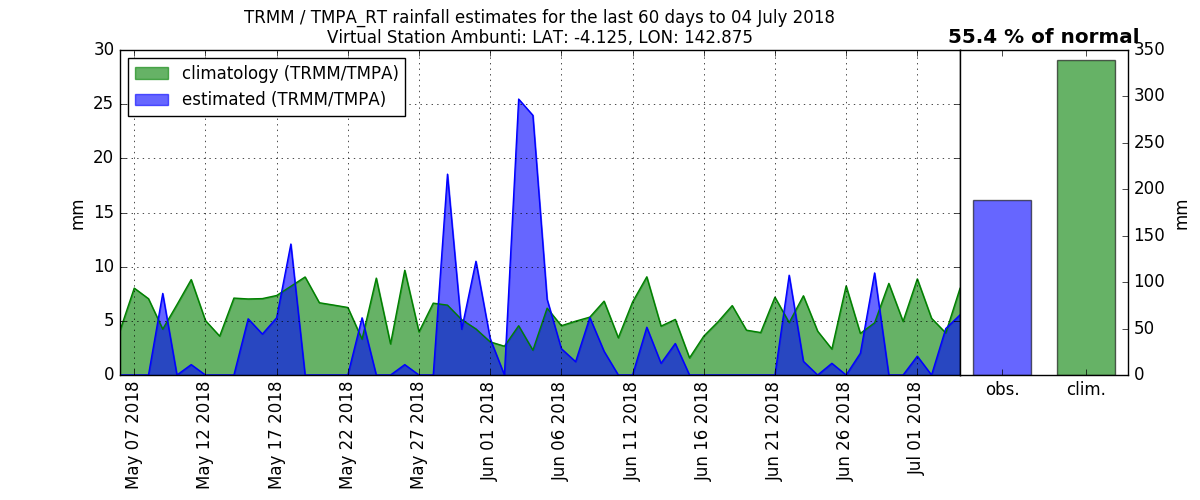 TRMM / TMPA_RT rainfall estimates for the last 60 days to 04 July 2018
Virtual Station Ambunti: LAT: -4.125, LON: 142.875
55.4 % of normal
climatology (TRMM/TMPA)
estimated (TRMM/TMPA)
30
25
20
15
10
5
0
mm
May 07 2018
May 12 2018
May 17 2018
May 22 2018
May 27 2018
Jun 01 2018
Jun 06 2018
Jun 11 2018
Jun 16 2018
Jun 21 2018
Jun 26 2018
Jul 01 2018
obs.
clim.
350
300
250
200
150
100
50
0
mm